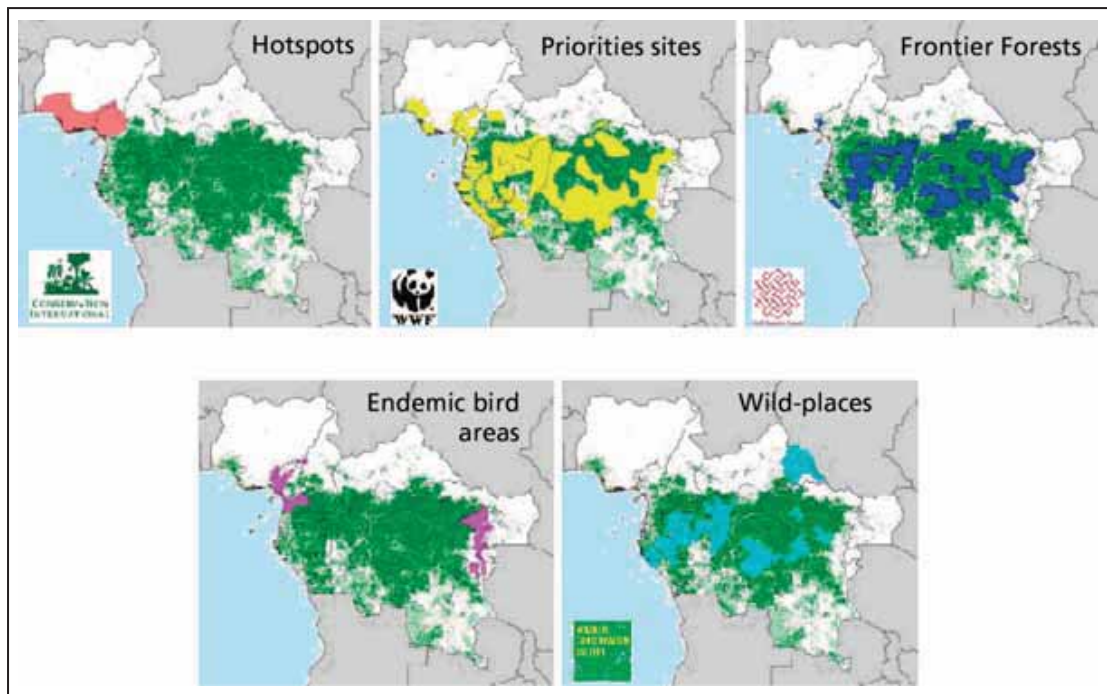 Hotspots
Priorities sites
Frontier Forests
CONSERVATION
INTERNATIONAL
WWF
Endemic bird
areas
Wild-places